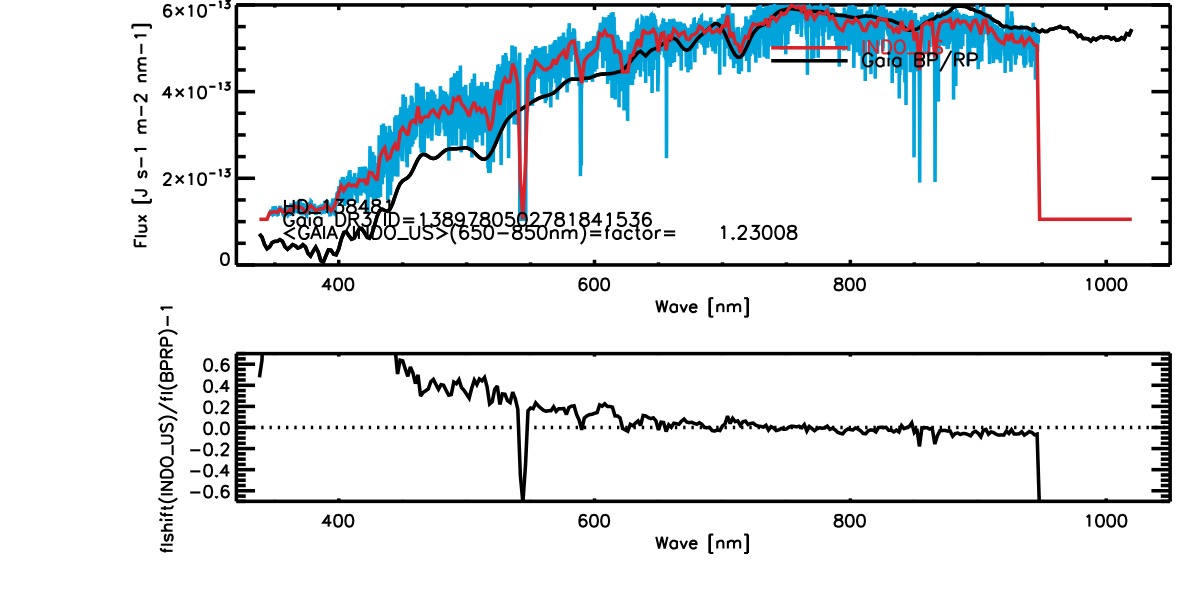 6×10−13
INDO_US
Gaia BP/RP
4×10−13
2×10−13
HD_138481
Gaia DR3/ID=1389780502781841536
<GAIA/INDO_US>(650−850nm)=factor= 1.23008
0
Flux [J s−1 m−2 nm−1]
400 600 800 1000
Wave [nm]
0.6
0.4
0.2
0.0
−0.2
−0.4
−0.6
flshift(INDO_US)/fl(BPRP)−1
400 600 800 1000
Wave [nm]